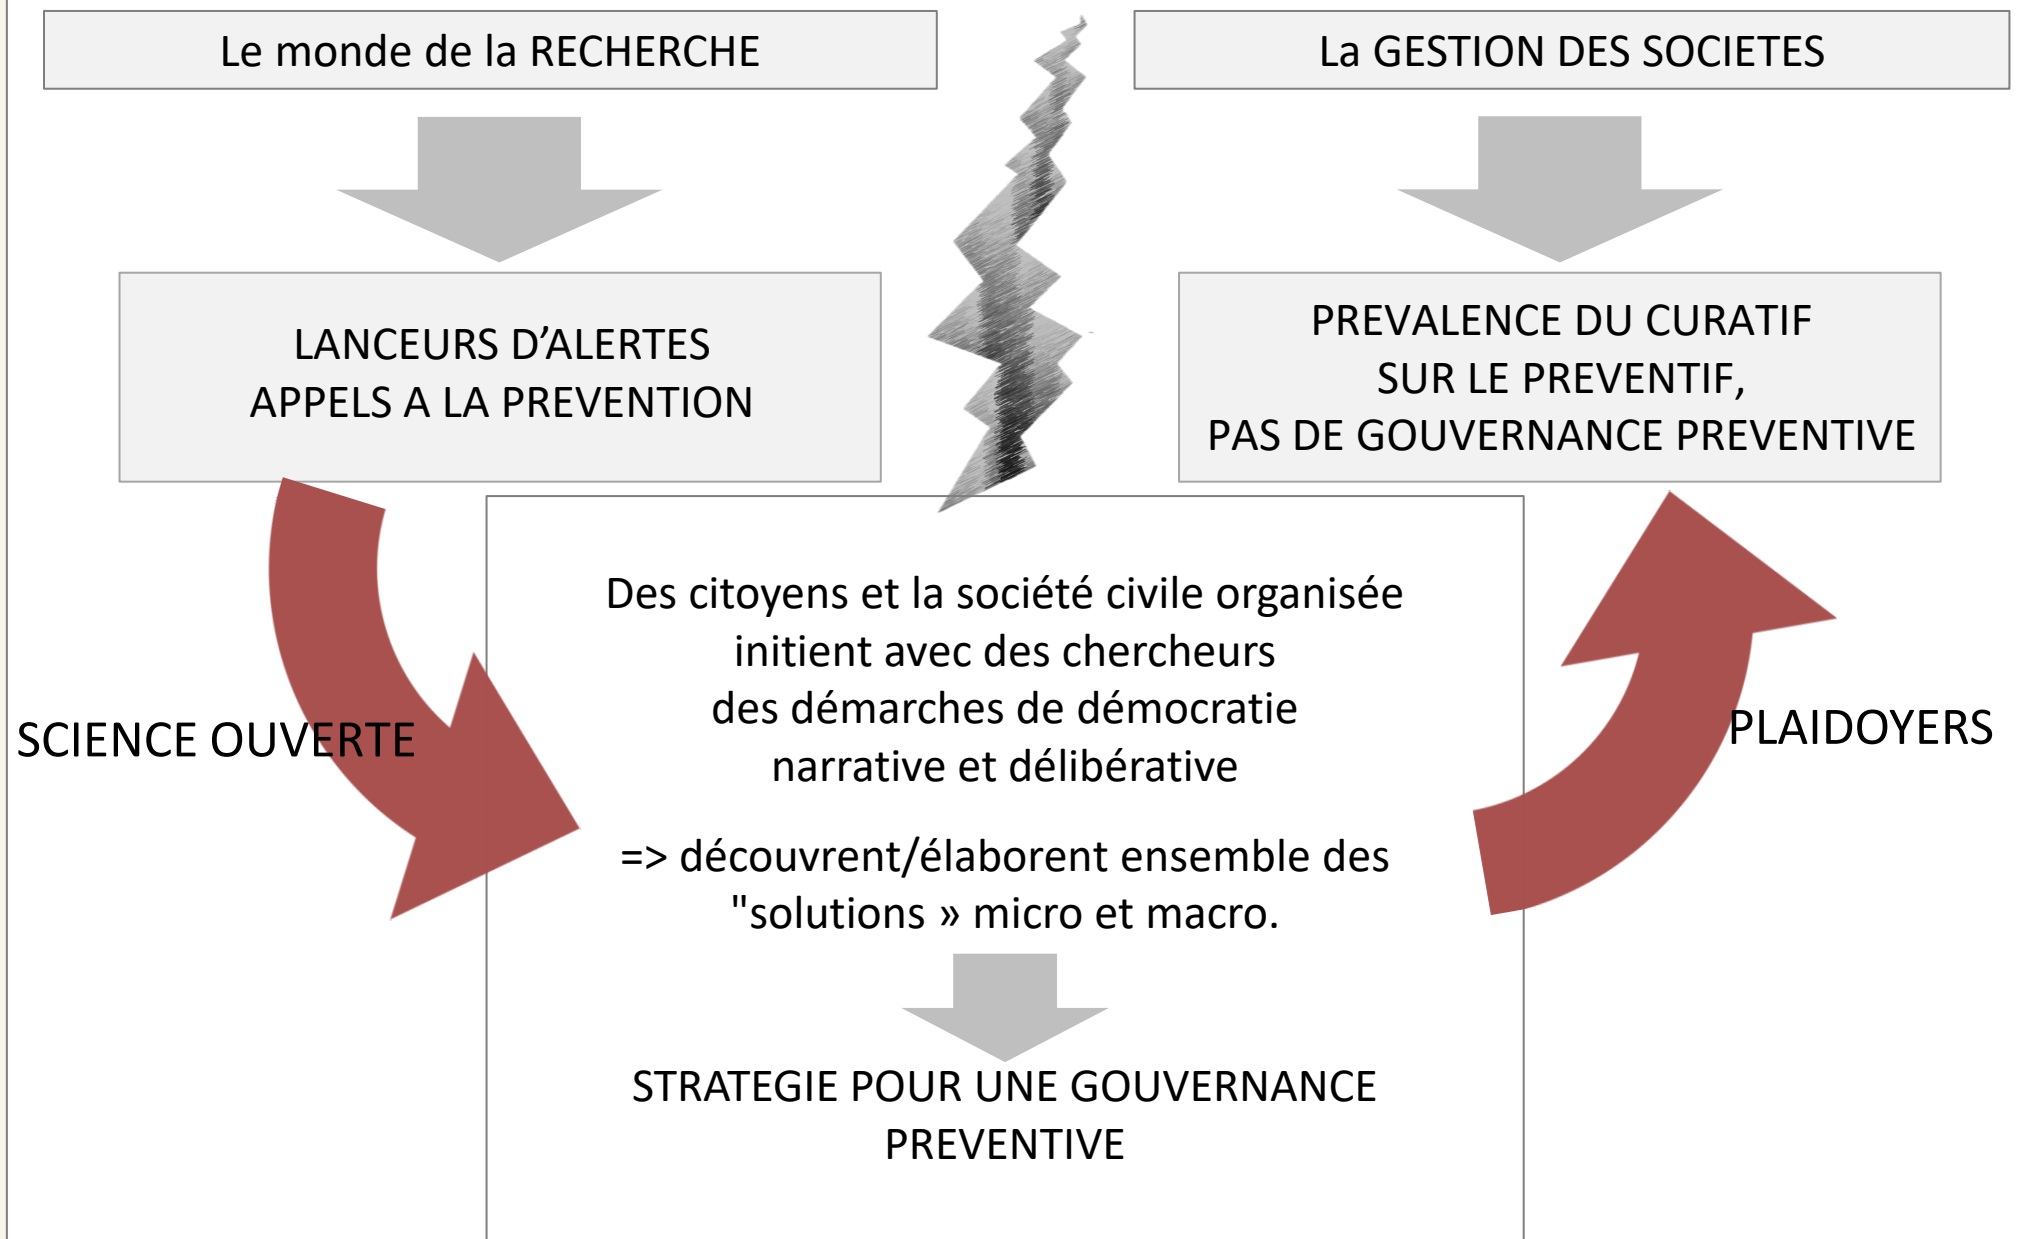 Le monde de la RECHERCHE
La GESTION DES SOCIETES
LANCEURS D’ALERTES
APPELS A LA PREVENTION
PREVALENCE DU CURATIF
SUR LE PREVENTIF,
PAS DE GOUVERNANCE PREVENTIVE
SCIENCE OUVERTE
Des citoyens et la société civile organisée
initient avec des chercheurs
des démarches de démocratie
narrative et délibérative
=> découvrent/élaborent ensemble des
"solutions » micro et macro.
STRATEGIE POUR UNE GOUVERNANCE
PREVENTIVE
PLAIDOYERS